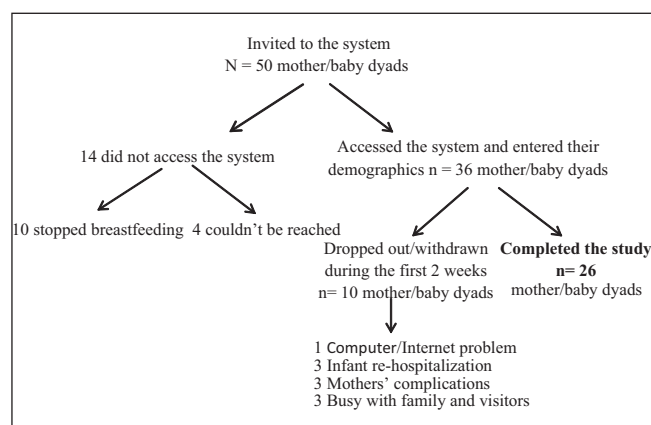 Invited to the system
N = 50 mother/baby dyads
14 did not access the system
Accessed the system and entered their
demographics n = 36 mother/baby dyads
10 stopped breastfeeding
4 couldn't be reached
Dropped out/withdrawn
during the first 2 weeks
n= 10 mother/baby dyads
Completed the study
n= 26
mother/baby dyads
1 Computer/Internet problem
3 Infant re-hospitalization
3 Mothers' complications
3 Busy with family and visitors